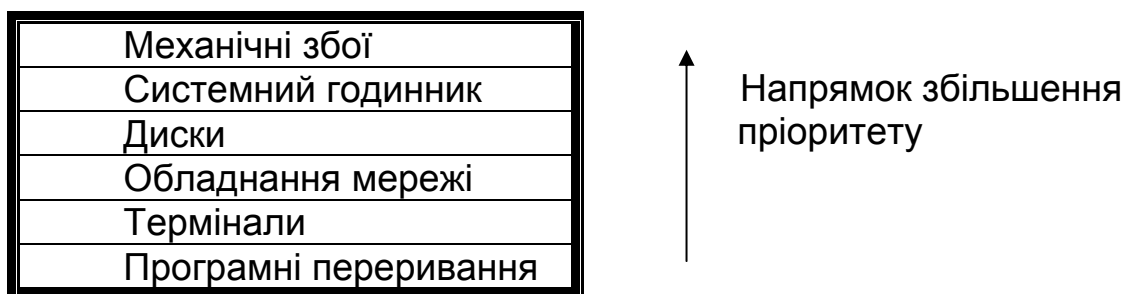 Механічні збої
Системний годинник
Диски
Обладнання мережі
Термінали
Програмні переривання
Напрямок збільшення
пріоритету